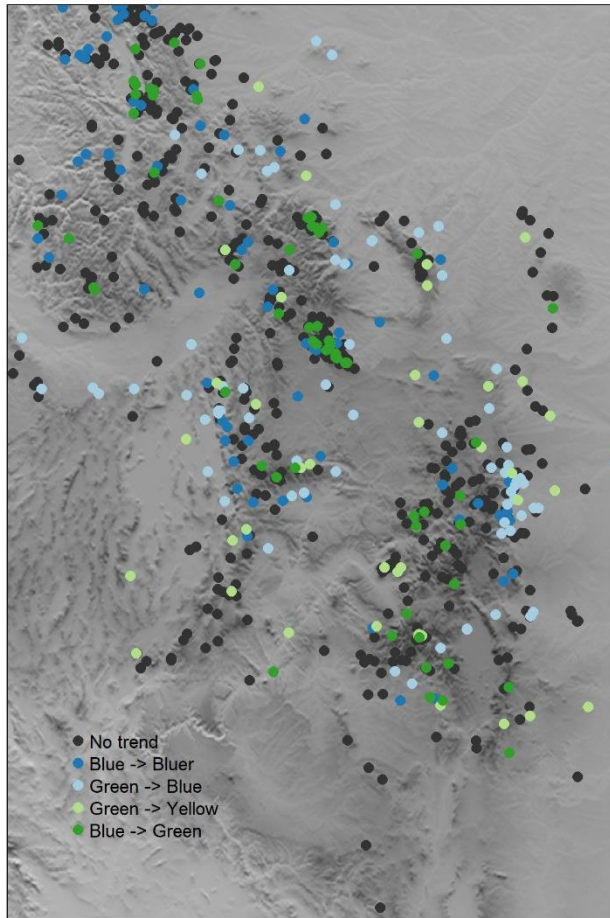 No trend
Blue -> Bluer
Green -> Blue
Green -> Yellow
Blue -> Green